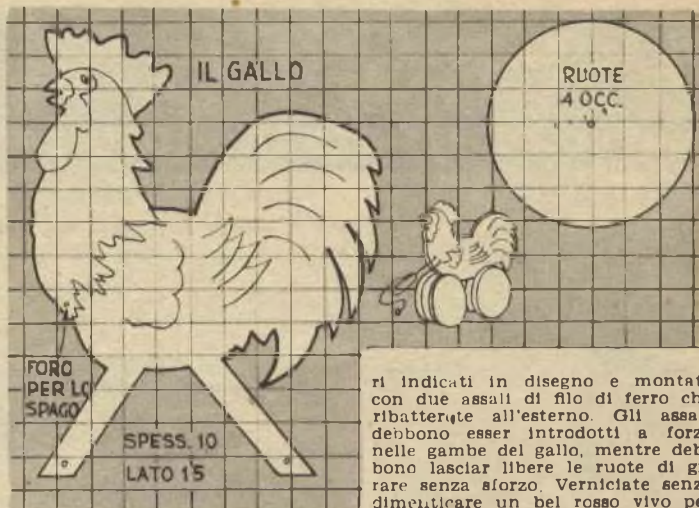 IL GALLO
RUOTE
4 OCC.
FORO
PER LO
SPAGO
SPESS. 10
LATO 15
ri indicati in disegno e montat
con due assali di filo di ferro ch
ribatterete all'esterno. Gli assa
debbono esser introdotti a forz
nelle gambe del gallo, mentre deb
bono lasciar libere le ruote di gi
rare senza sforzo. Verniciate senz
dimenticare un bel rosso vivo pe